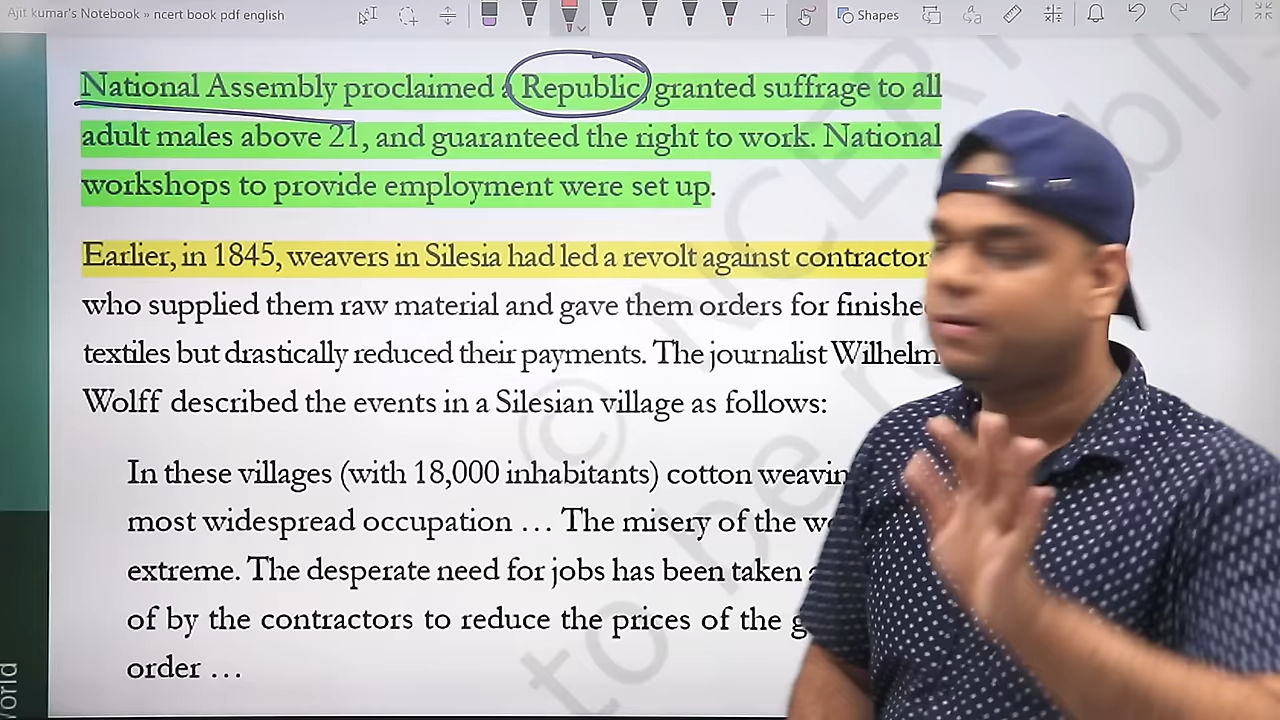 Ajit kumar's Notebook » ncert book pdf english
Shapes
National Assembly proclaimed a Republic, granted suffrage to all
adult males above 21, and guaranteed the right to work. National
workshops to provide employment were set up.
Earlier, in 1845, weavers in Silesia had led a revolt against contractor
who supplied them raw material and gave them orders for finishe
textiles but drastically reduced their payments. The journalist Wilhelm
Wolff described the events in a Silesian village as follows:
In these villages (with 18,000 inhabitants) cotton weavin
most widespread occupation … The misery of the w
extreme. The desperate need for jobs has been taken a
of by the contractors to reduce the prices of the g
order …
© NCERT
to be republi